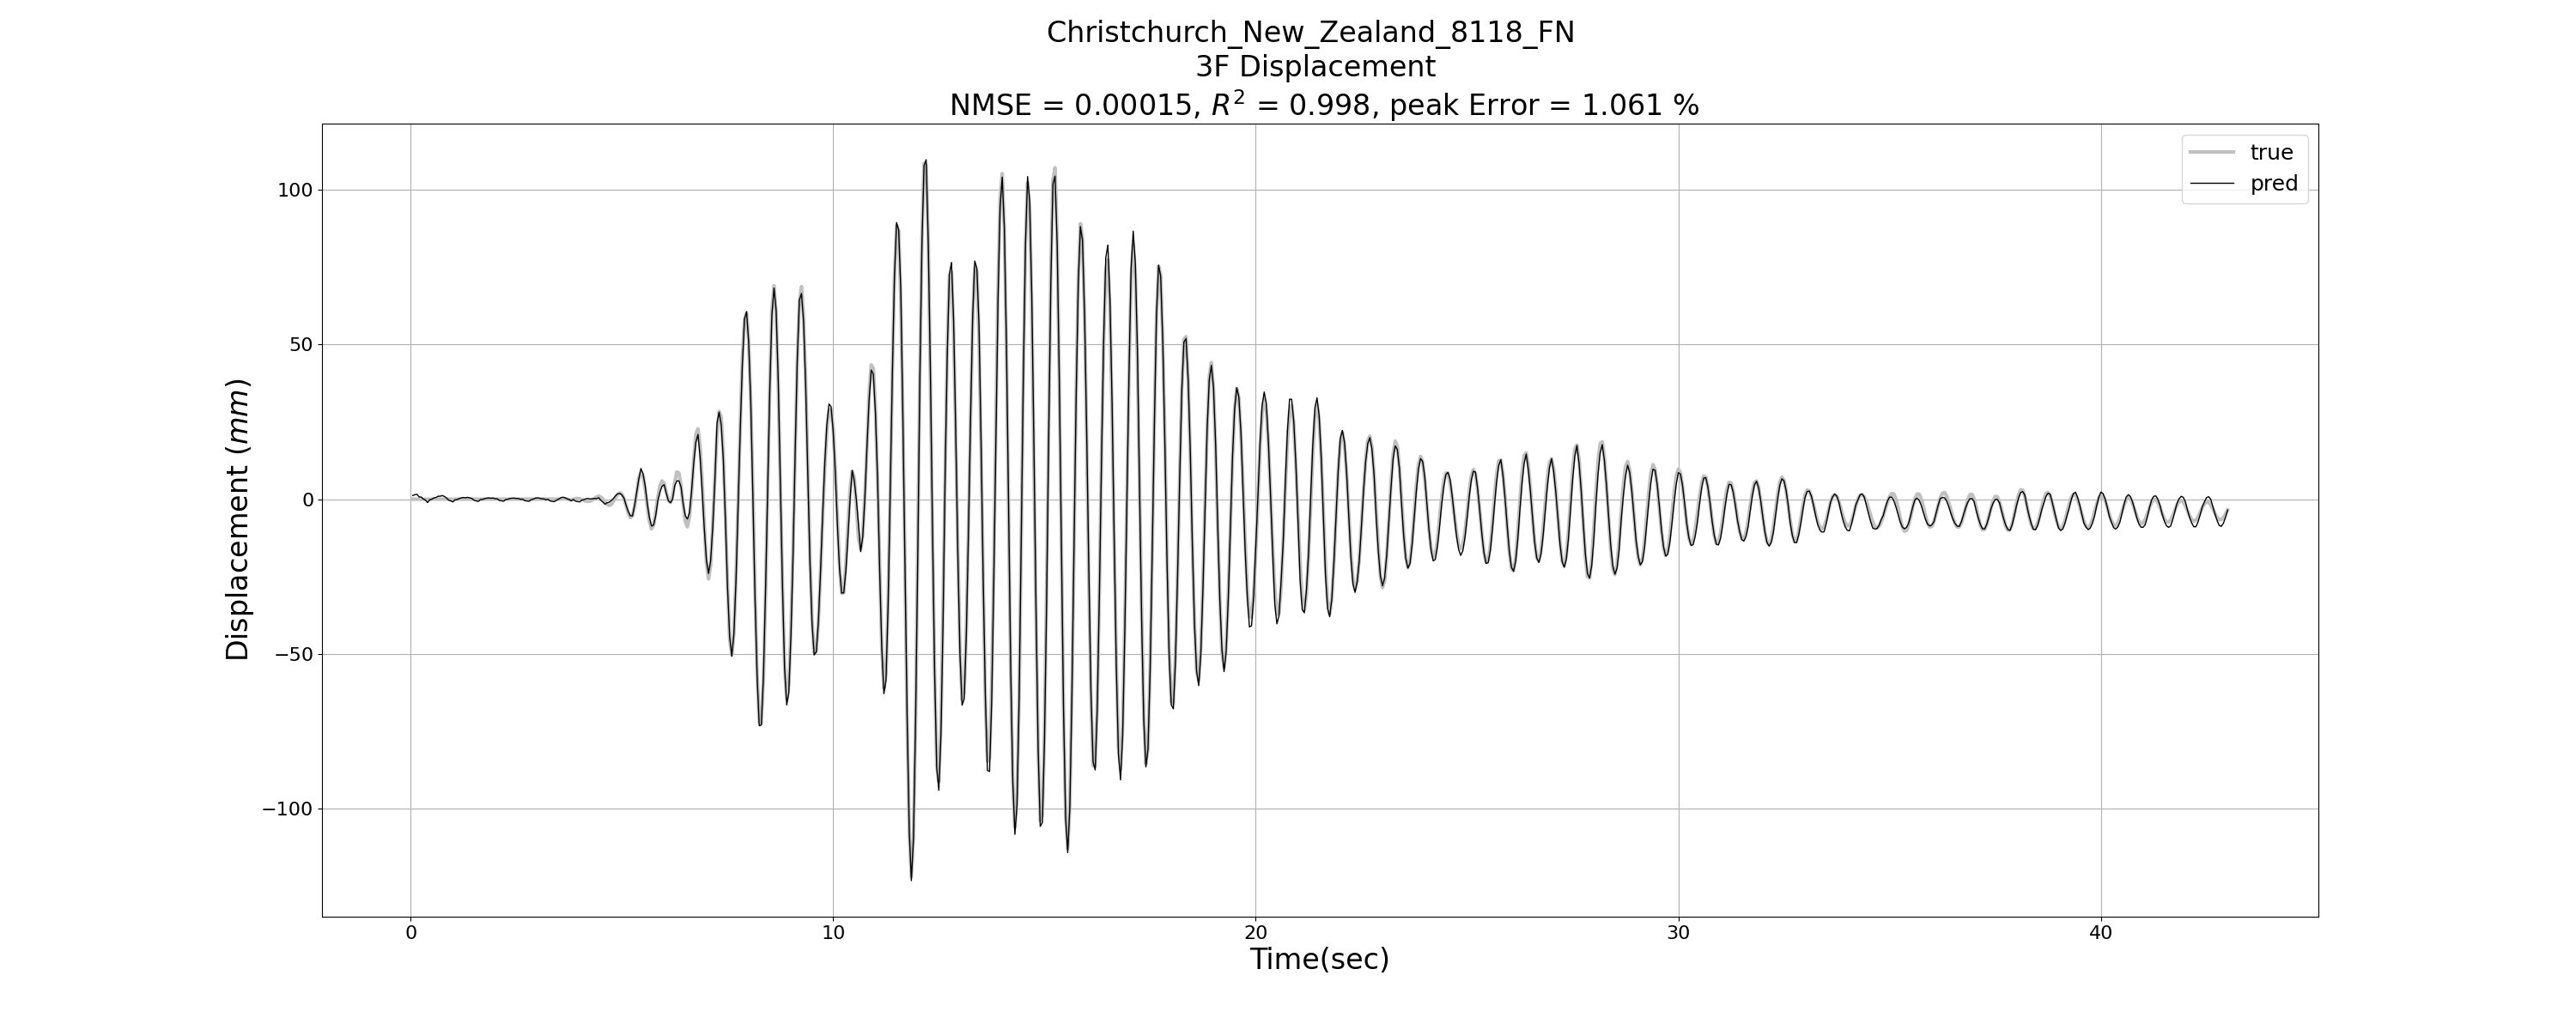 Christchurch_New_Zealand_8118_FN
3F Displacement
NMSE = 0.00015, R² = 0.998, peak Error = 1.061 %
true
pred
100
50
0
−50
−100
Displacement (mm)
0 10 20 30 40
Time(sec)